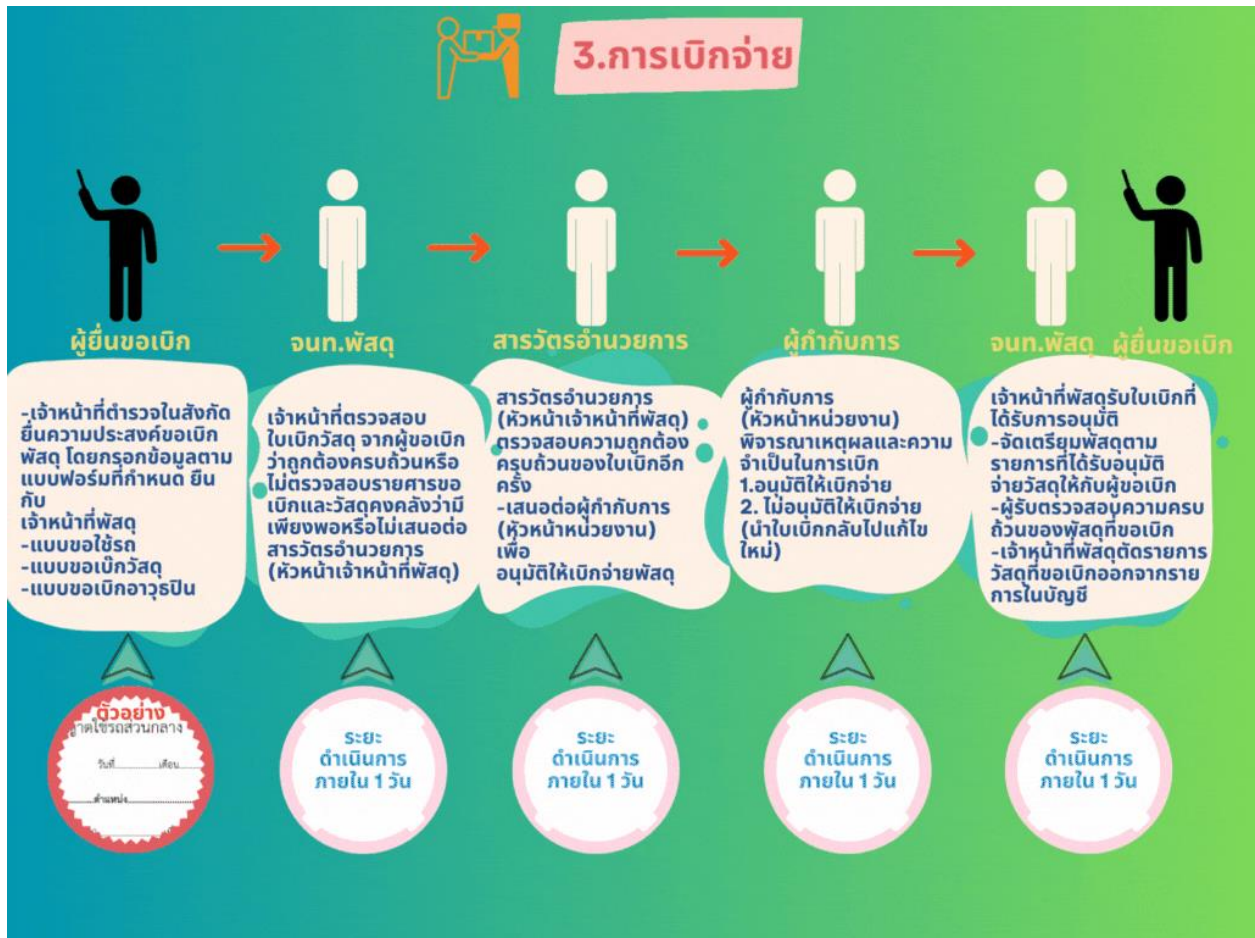 3.การเบิกจ่าย
ผู้ยื่นขอเบิก
-เจ้าหน้าที่ตำรวจในสังกัด
ยื่นความประสงค์ขอเบิก
พัสดุ โดยกรอกข้อมูลตาม
แบบฟอร์มที่กำหนด ยืน
กับ
เจ้าหน้าที่พัสดุ
-แบบขอใช้รถ
-แบบขอเบิ๊กวัสดุ
-แบบขอเบิกอาวุธปืน
ตัวอย่าง
าตใช้รถส่วนกลาง
วันที่..............เดือน......
......ตำแหน่ง..................
จนท.พัสดุ
เจ้าหน้าที่ตรวจสอบ
ใบเบิกวัสดุ จากผู้ขอเบิก
ว่าถูกต้องครบถ้วนหรือ
ไม่ตรวจสอบรายศารขอ
เบิกและวัสดุคงคลังว่ามี
เพียงพอหรือไม่เสนอต่อ
สารวัตรอำนวยการ
(หัวหน้าเจ้าหน้าที่พัสดุ)
ระยะ
ดำเนินการ
ภายใน 1 วัน
สารวัตรอำนวยการ
สารวัตรอำนวยการ
(หัวหน้าเจ้าหน้าที่พัสดุ)
ตรวจสอบความถูกต้อง
ครบถ้วนของใบเบิกอีก
ครั้ง
-เสนอต่อผู้กำกับการ
(หัวหน้าหน่วยงาน)
เพื่อ
อนุมัติให้เบิกจ่ายพัสดุ
ระยะ
ดำเนินการ
ภายใน 1 วัน
ผู้กำกับการ
ผู้กำกับการ
(หัวหน้าหน่วยงาน)
พิจารณาเหตุผลและความ
จำเป็นในการเบิก
1.อนุมัติให้เบิกจ่าย
2. ไม่อนุมัติให้เบิกจ่าย
(นำใบเบิกกลับไปแก้ไข
ใหม่)
ระยะ
ดำเนินการ
ภายใน 1 วัน
จนท.พัสดุ ผู้ยื่นขอเบิก
เจ้าหน้าที่พัสดุรับใบเบิกที่
ได้รับการอนุมัติ
-จัดเตรียมพัสดุตาม
รายการที่ได้รับอนุมัติ
จ่ายวัสดุให้กับผู้ขอเบิก
-ผู้รับตรวจสอบความครบ
ถ้วนของพัสดุที่ขอเบิก
-เจ้าหน้าที่พัสดุตัดรายการ
วัสดุที่ขอเบิกออกจากราย
การในบัญชี
ระยะ
ดำเนินการ
ภายใน 1 วัน